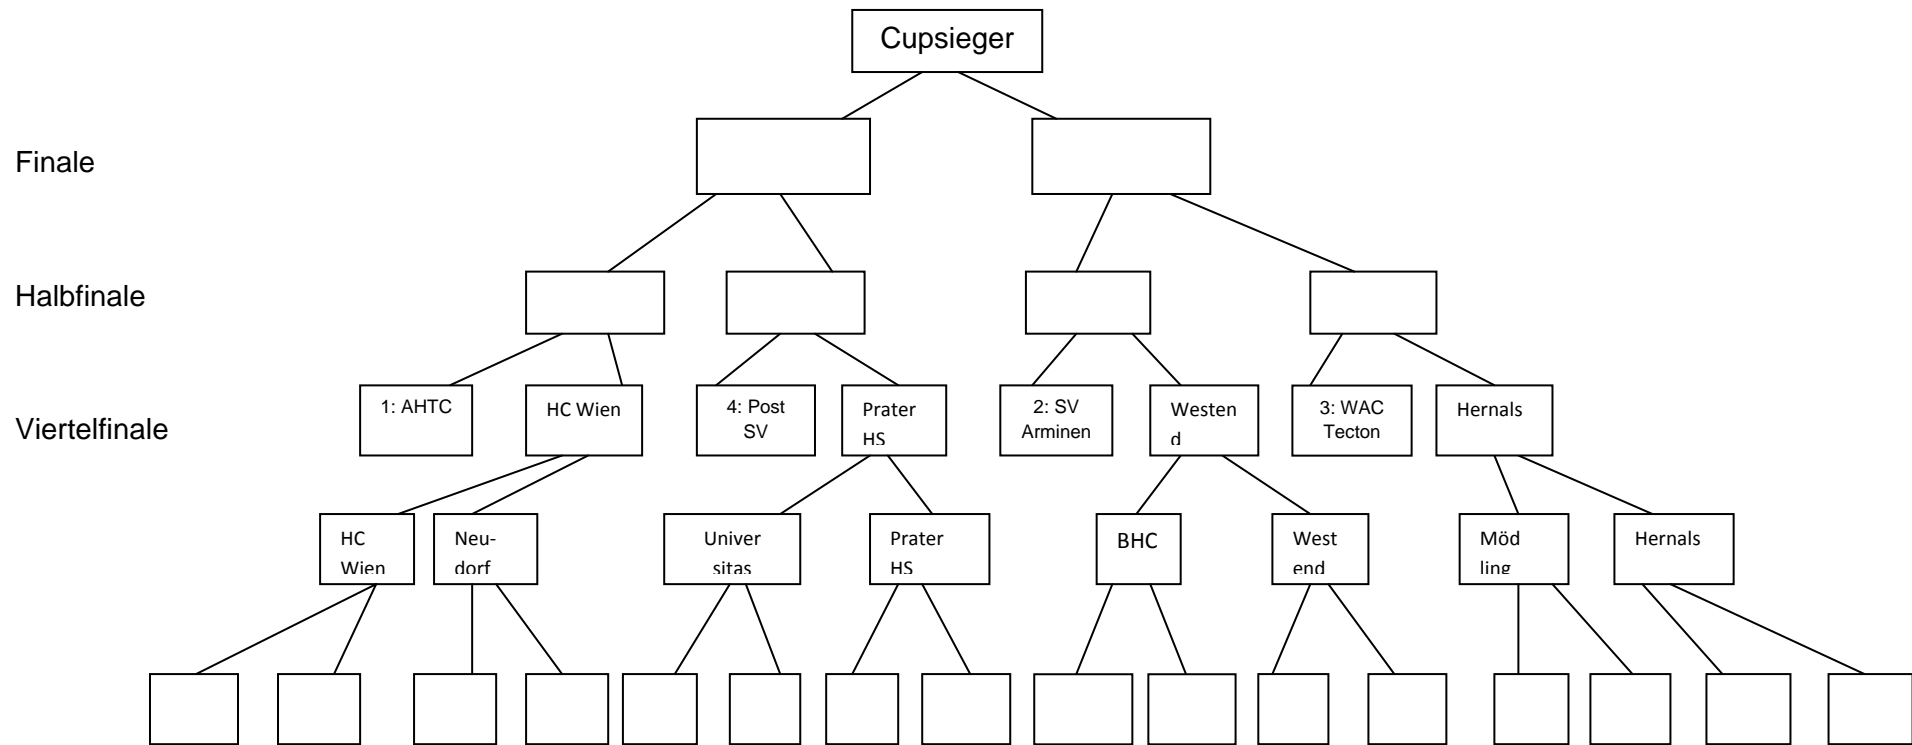 Cupsieger
Finale
Halbfinale
Viertelfinale
1: AHTC
HC Wien
4: Post
SV
Prater
HS
2: SV
Arminen
Westen
d
3: WAC
Tecton
Hernals
HC
Wien
Neu-
dorf
Univer
sitas
Prater
HS
BHC
West
end
Möd
ling
Hernals